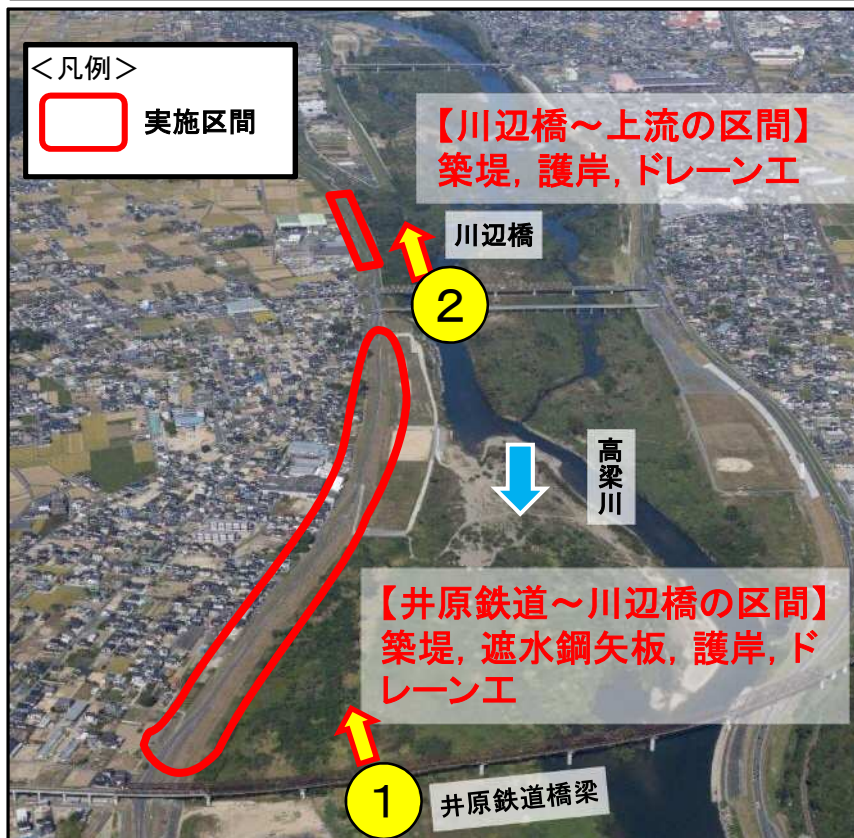 ＜凡例＞
実施区間
【川辺橋～上流の区間】
築堤，護岸，ドレーン工
川辺橋
2
高梁川
【井原鉄道～川辺橋の区間】
築堤，遮水鋼矢板，護岸，ド
レーン工
1
井原鉄道橋梁